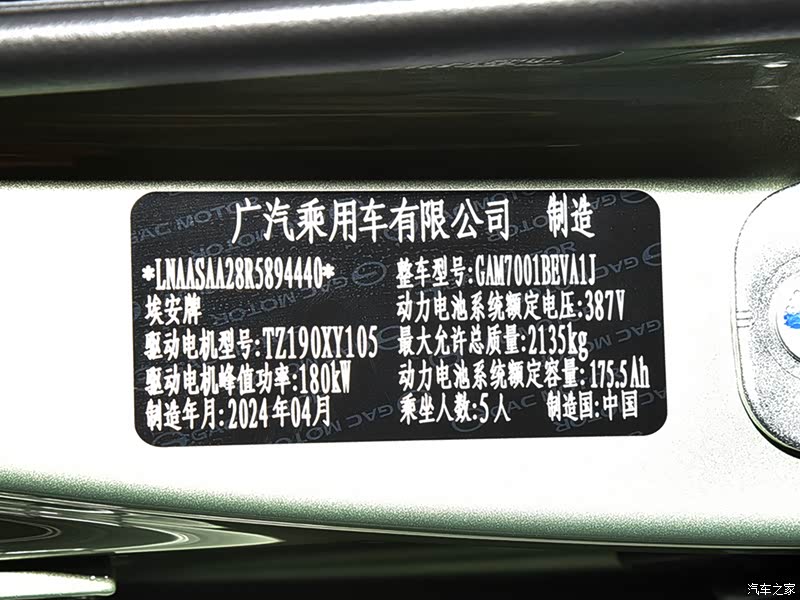 广汽乘用车有限公司 制造
*LNAASAA28R5894440* 整车型号:GAM7001BEVA1J
埃安牌 动力电池系统额定电压:387V
驱动电机型号:TZ190XY105 最大允许总质量:2135kg
驱动电机峰值功率:180kW 动力电池系统额定容量:175.5Ah
制造年月:2024年04月 乘坐人数:5人 制造国:中国
GAC MOTOR
汽车之家